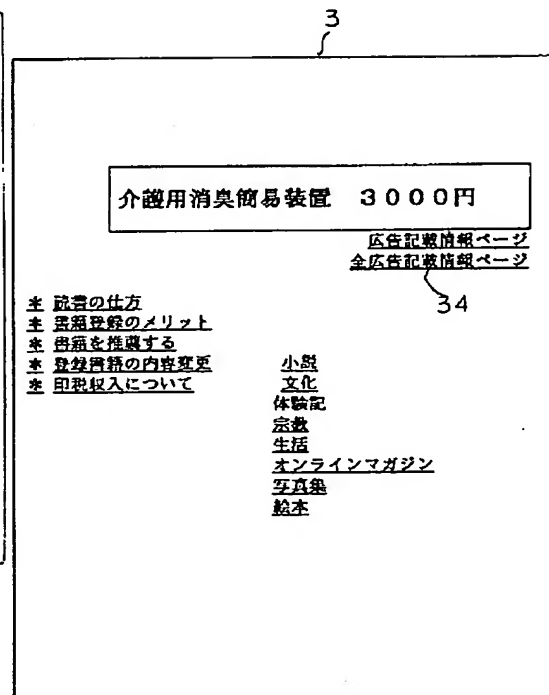 3
介護用消臭簡易装置 3000円
広告記載情報ページ
全広告記載情報ページ
34
* 読書の仕方
* 書籍登録のメリット
* 書籍を推薦する
* 登録書籍の内容変更
* 印税収入について
小説
文化
体験記
宗教
生活
オンラインマガジン
写真集
絵本